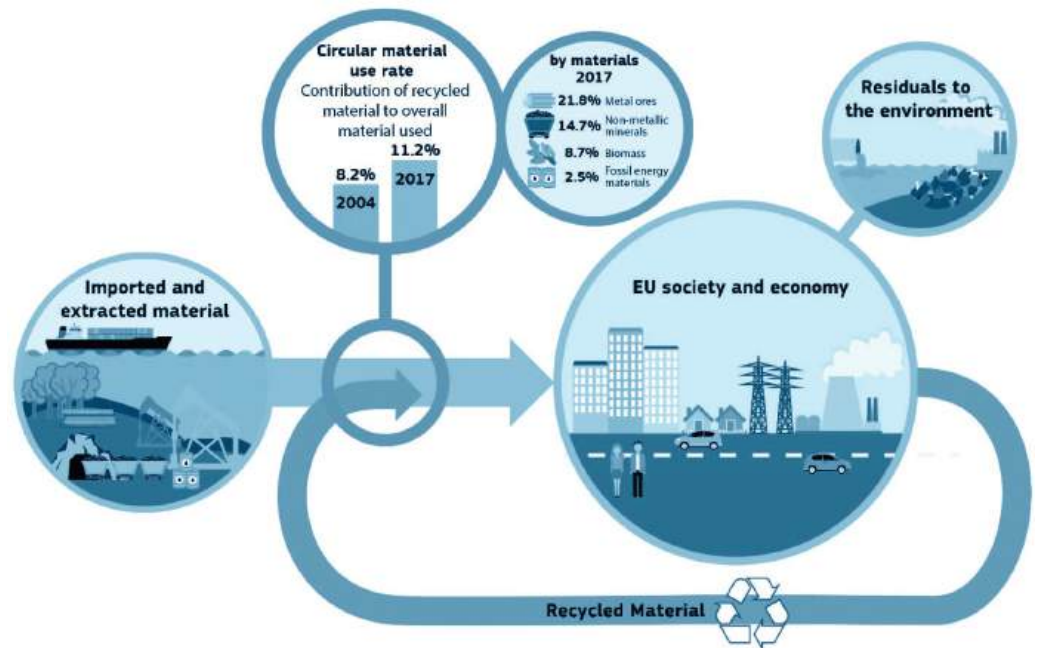 Circular material
use rate
Contribution of recycled
material to overall
material used
11.2%
8.2%
2017
2004
by materials
2017
21.8% Metal ores
14.7% Non-metallic
minerals
8.7% Biomass
2.5% Fossil energy
materials
Residuals to
the environment
Imported and
extracted material
EU society and economy
Recycled Material